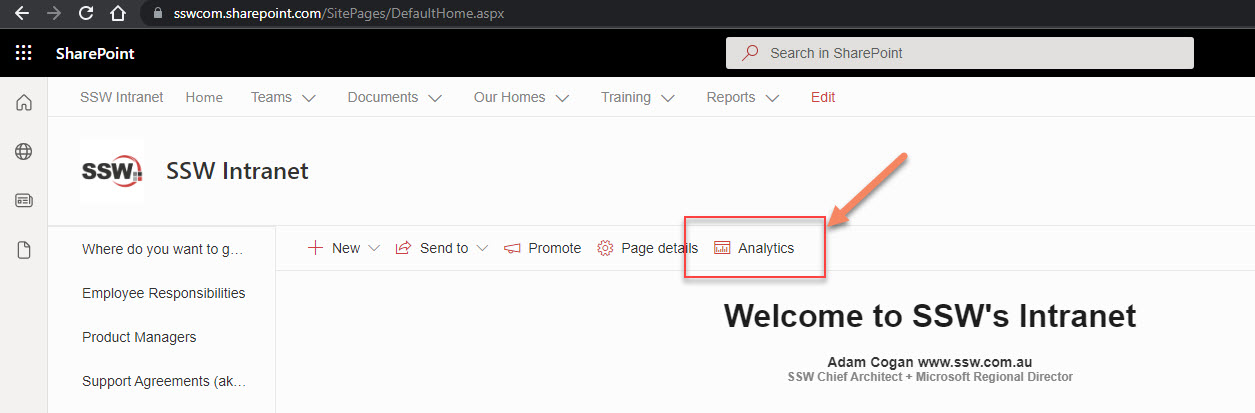 sswcom.sharepoint.com/SitePages/DefaultHome.aspx
SharePoint
Search in SharePoint
SSW Intranet Home Teams Documents Our Homes Training Reports Edit
SSW
SSW Intranet
Where do you want to g...
New Send to Promote Page details Analytics
Employee Responsibilities
Product Managers
Support Agreements (ak...
Welcome to SSW's Intranet
Adam Cogan www.ssw.com.au
SSW Chief Architect + Microsoft Regional Director